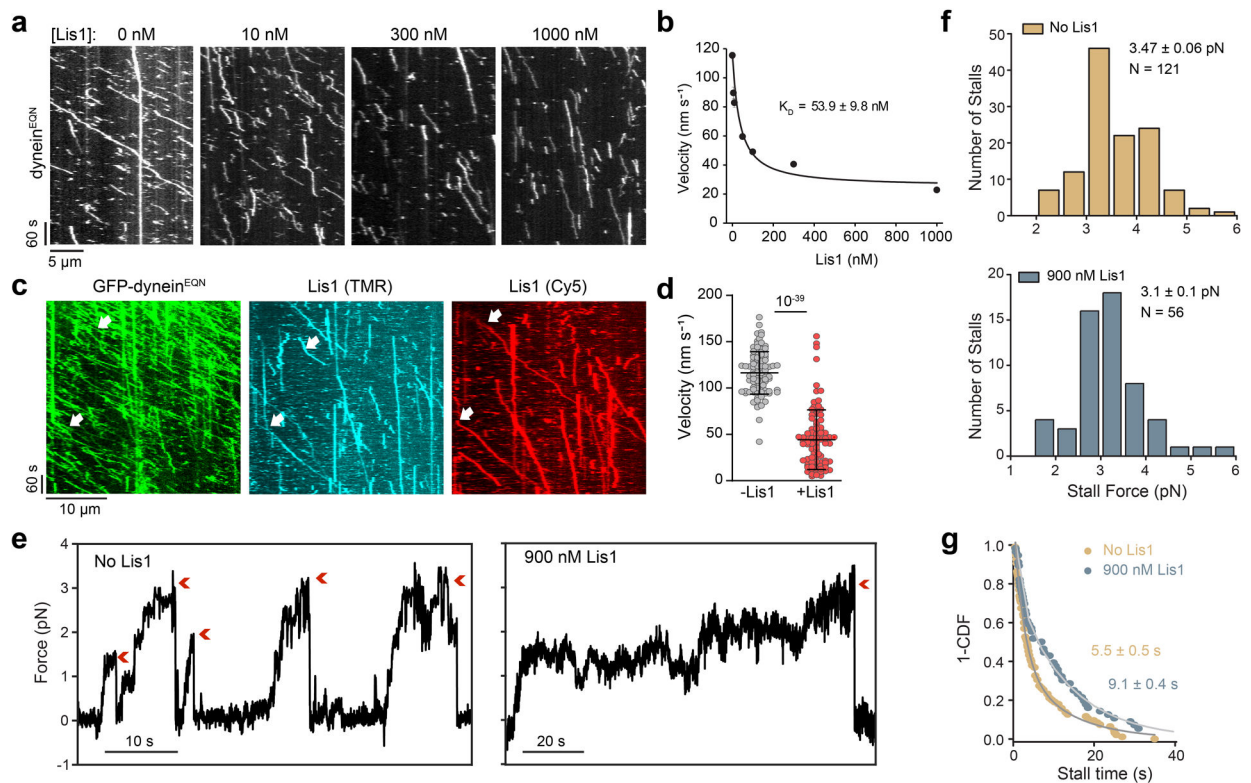 a
[Lis1]: 0 nM 10 nM 300 nM 1000 nM
dynein^EQN
60 s
5 µm
b
Velocity (nm s⁻¹)
120
100
80
60
40
20
0
K_D = 53.9 ± 9.8 nM
0 200 400 600 800 1000
Lis1 (nM)
c
GFP-dynein^EQN Lis1 (TMR) Lis1 (Cy5)
60 s
10 µm
d
Velocity (nm s⁻¹)
200
150
100
50
0
10^-39
-Lis1 +Lis1
e
Force (pN)
4
3
2
1
0
-1
No Lis1
10 s
900 nM Lis1
20 s
f
Number of Stalls
50
40
30
20
10
0
No Lis1
3.47 ± 0.06 pN
N = 121
2 3 4 5 6
Number of Stalls
20
15
10
5
0
900 nM Lis1
3.1 ± 0.1 pN
N = 56
1 2 3 4 5 6
Stall Force (pN)
g
1-CDF
1.0
0.8
0.6
0.4
0.2
0.0
No Lis1
900 nM Lis1
5.5 ± 0.5 s
9.1 ± 0.4 s
0 20 40
Stall time (s)